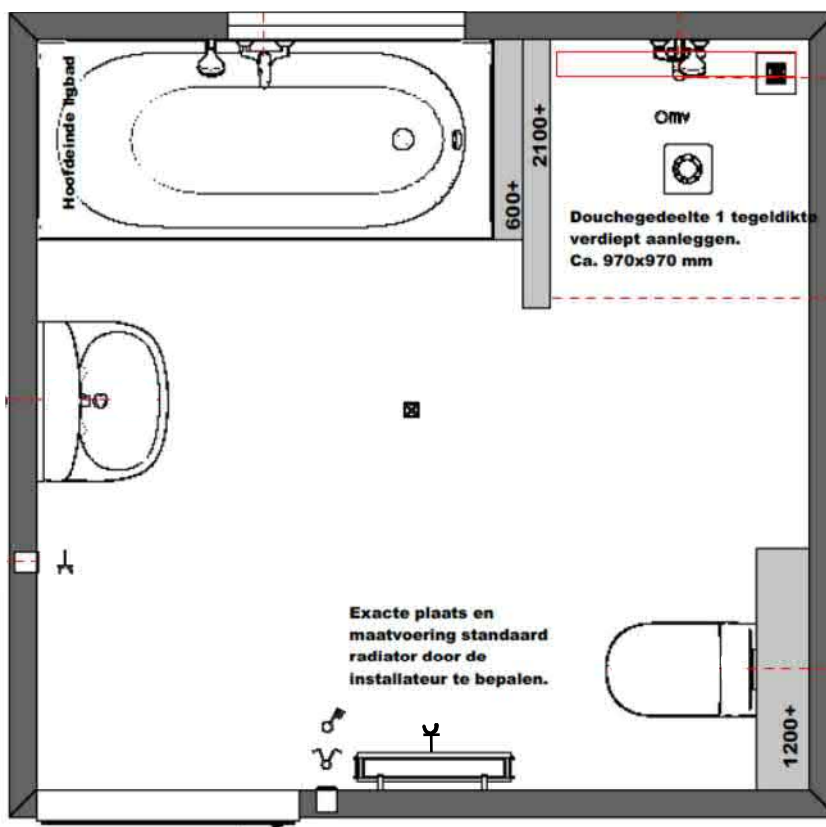 Hoofdeinde ligbad
600+
2100+
Omv
Douchegedeelte 1 tegeldikte
verdiept aanleggen.
Ca. 970x970 mm
Exacte plaats en
maatvoering standaard
radiator door de
installateur te bepalen.
1200+